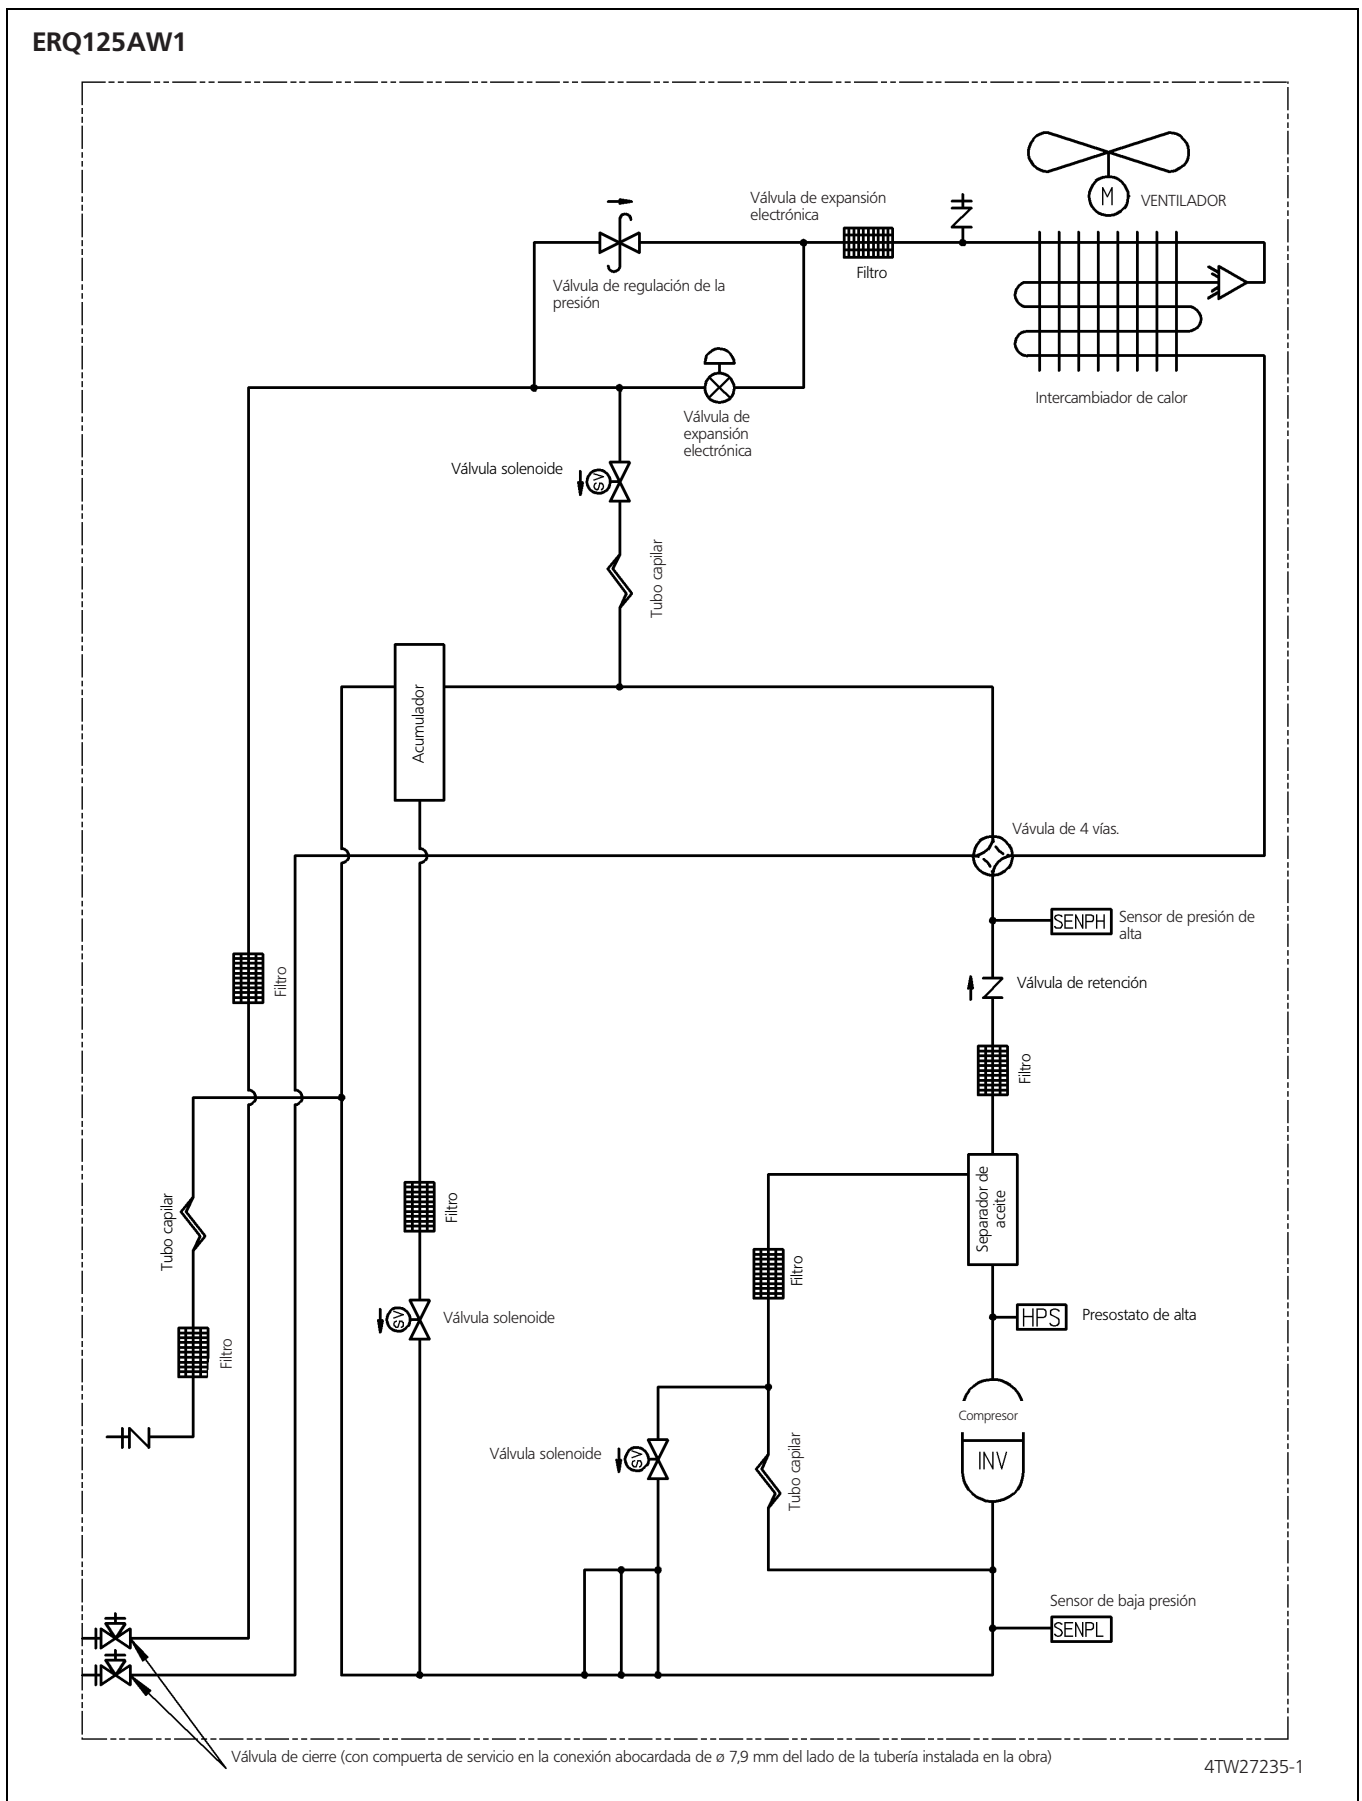 ERQ125AW1
M
VENTILADOR
Válvula de expansión
electrónica
Filtro
Válvula de regulación de la
presión
Intercambiador de calor
Válvula de
expansión
electrónica
Válvula solenoide
SV
Tubo capilar
Acumulador
Vávula de 4 vías.
SENPH
Sensor de presión de
alta
Válvula de retención
Filtro
Filtro
Separador de
aceite
Tubo capilar
Filtro
Filtro
HPS
Presostato de alta
SV
Válvula solenoide
Filtro
Compresor
INV
Válvula solenoide
SV
Tubo capilar
Sensor de baja presión
SENPL
Válvula de cierre (con compuerta de servicio en la conexión abocardada de ø 7,9 mm del lado de la tubería instalada en la obra)
4TW27235-1